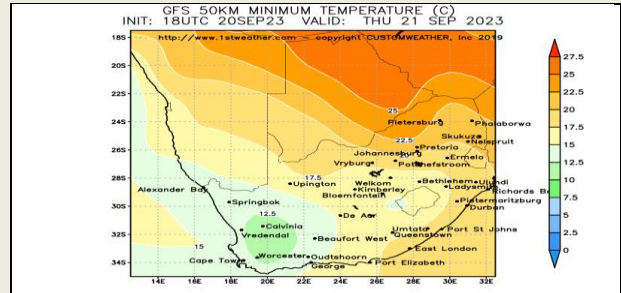 GFS 50KM MINIMUM TEMPERATURE (C)
INIT: 18UTC 20SEP23 VALID: THU 21 SEP 2023
http://www.1stweather.com copyright CUSTOMWEATHER, Inc 2019
18S
20S
22S
24S
26S
28S
30S
32S
34S
25
Pietersburg
Phalaborwa
Skukuza
Nelspruit
22.5
Pretoria
Johannesburg
Ermelo
Vryburg
Potchefstroom
17.5
Upington
Welkom
Kimberley
Bloemfontein
Bethlehem
Ulundi
Ladysmith
Richards B
Alexander Bay
Springbok
Pietermaritzburg
Durban
12.5
De Aar
Calvinia
Vredendal
Umtata
Port St Johns
Queenstown
Beaufort West
15
East London
Cape Town
Worcester
Oudtshoorn
George
Port Elizabeth
14E 16E 18E 20E 22E 24E 26E 28E 30E 32E
27.5
25
22.5
20
17.5
15
12.5
10
7.5
5
2.5
0